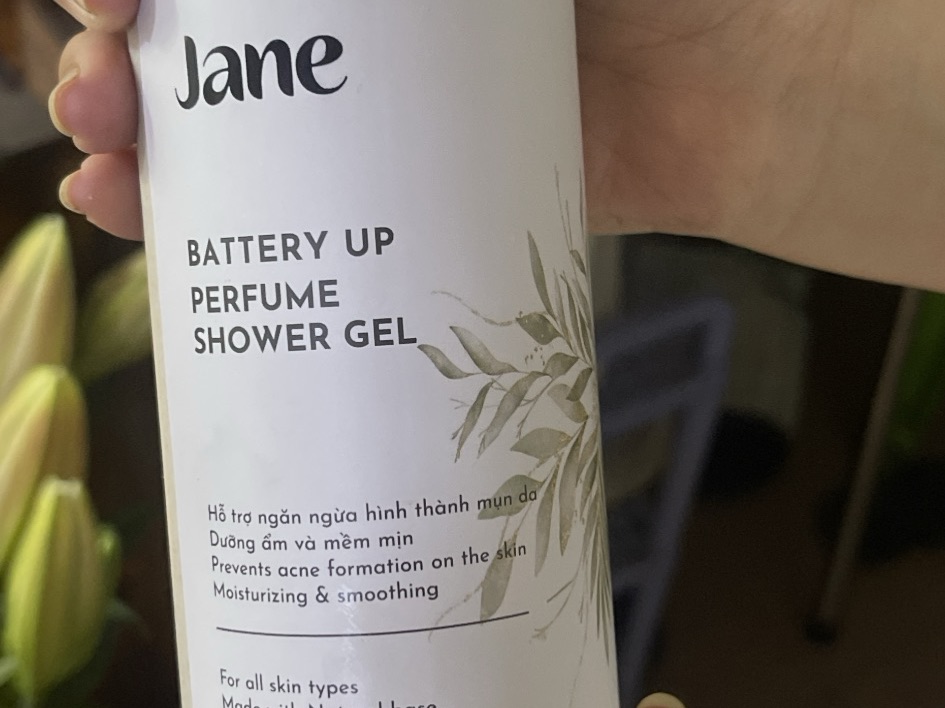 Jane
BATTERY UP
PERFUME
SHOWER GEL
Hỗ trợ ngăn ngừa hình thành mụn da
Dưỡng ẩm và mềm mịn
Prevents acne formation on the skin
Moisturizing & smoothing
For all skin types
Made